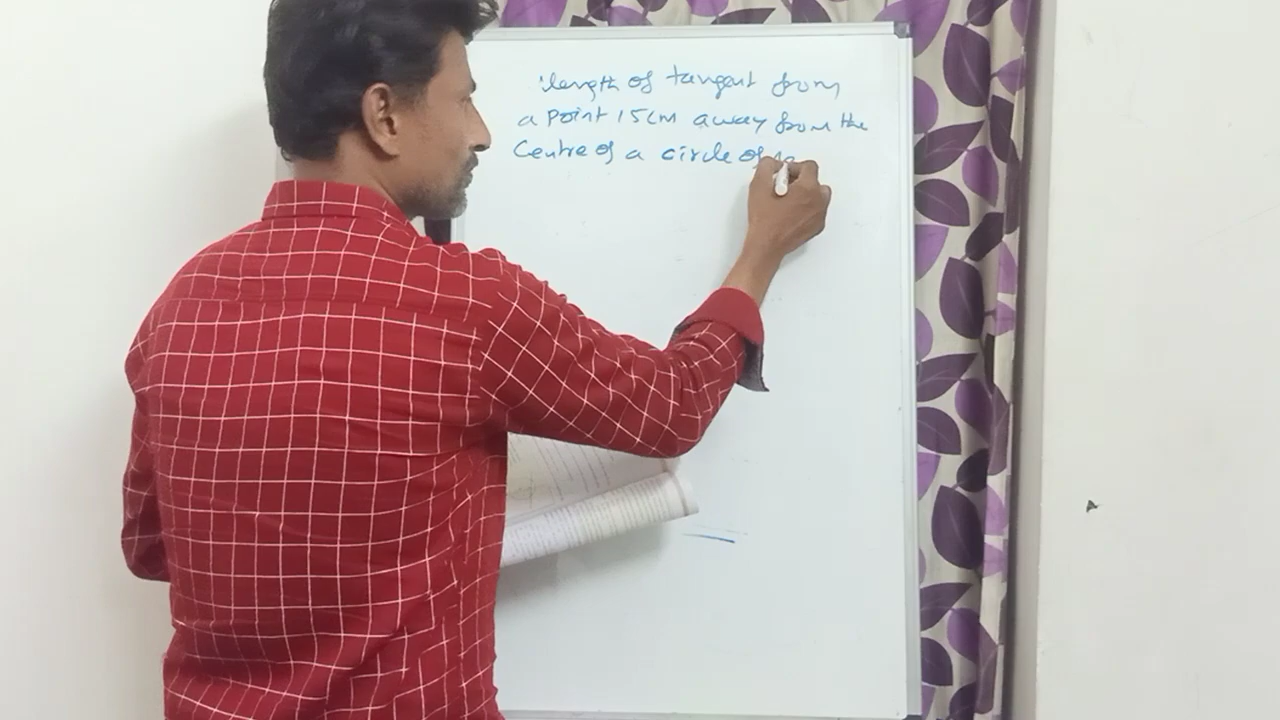 length of tangent from
a point 15cm away from the
Centre of a circle of